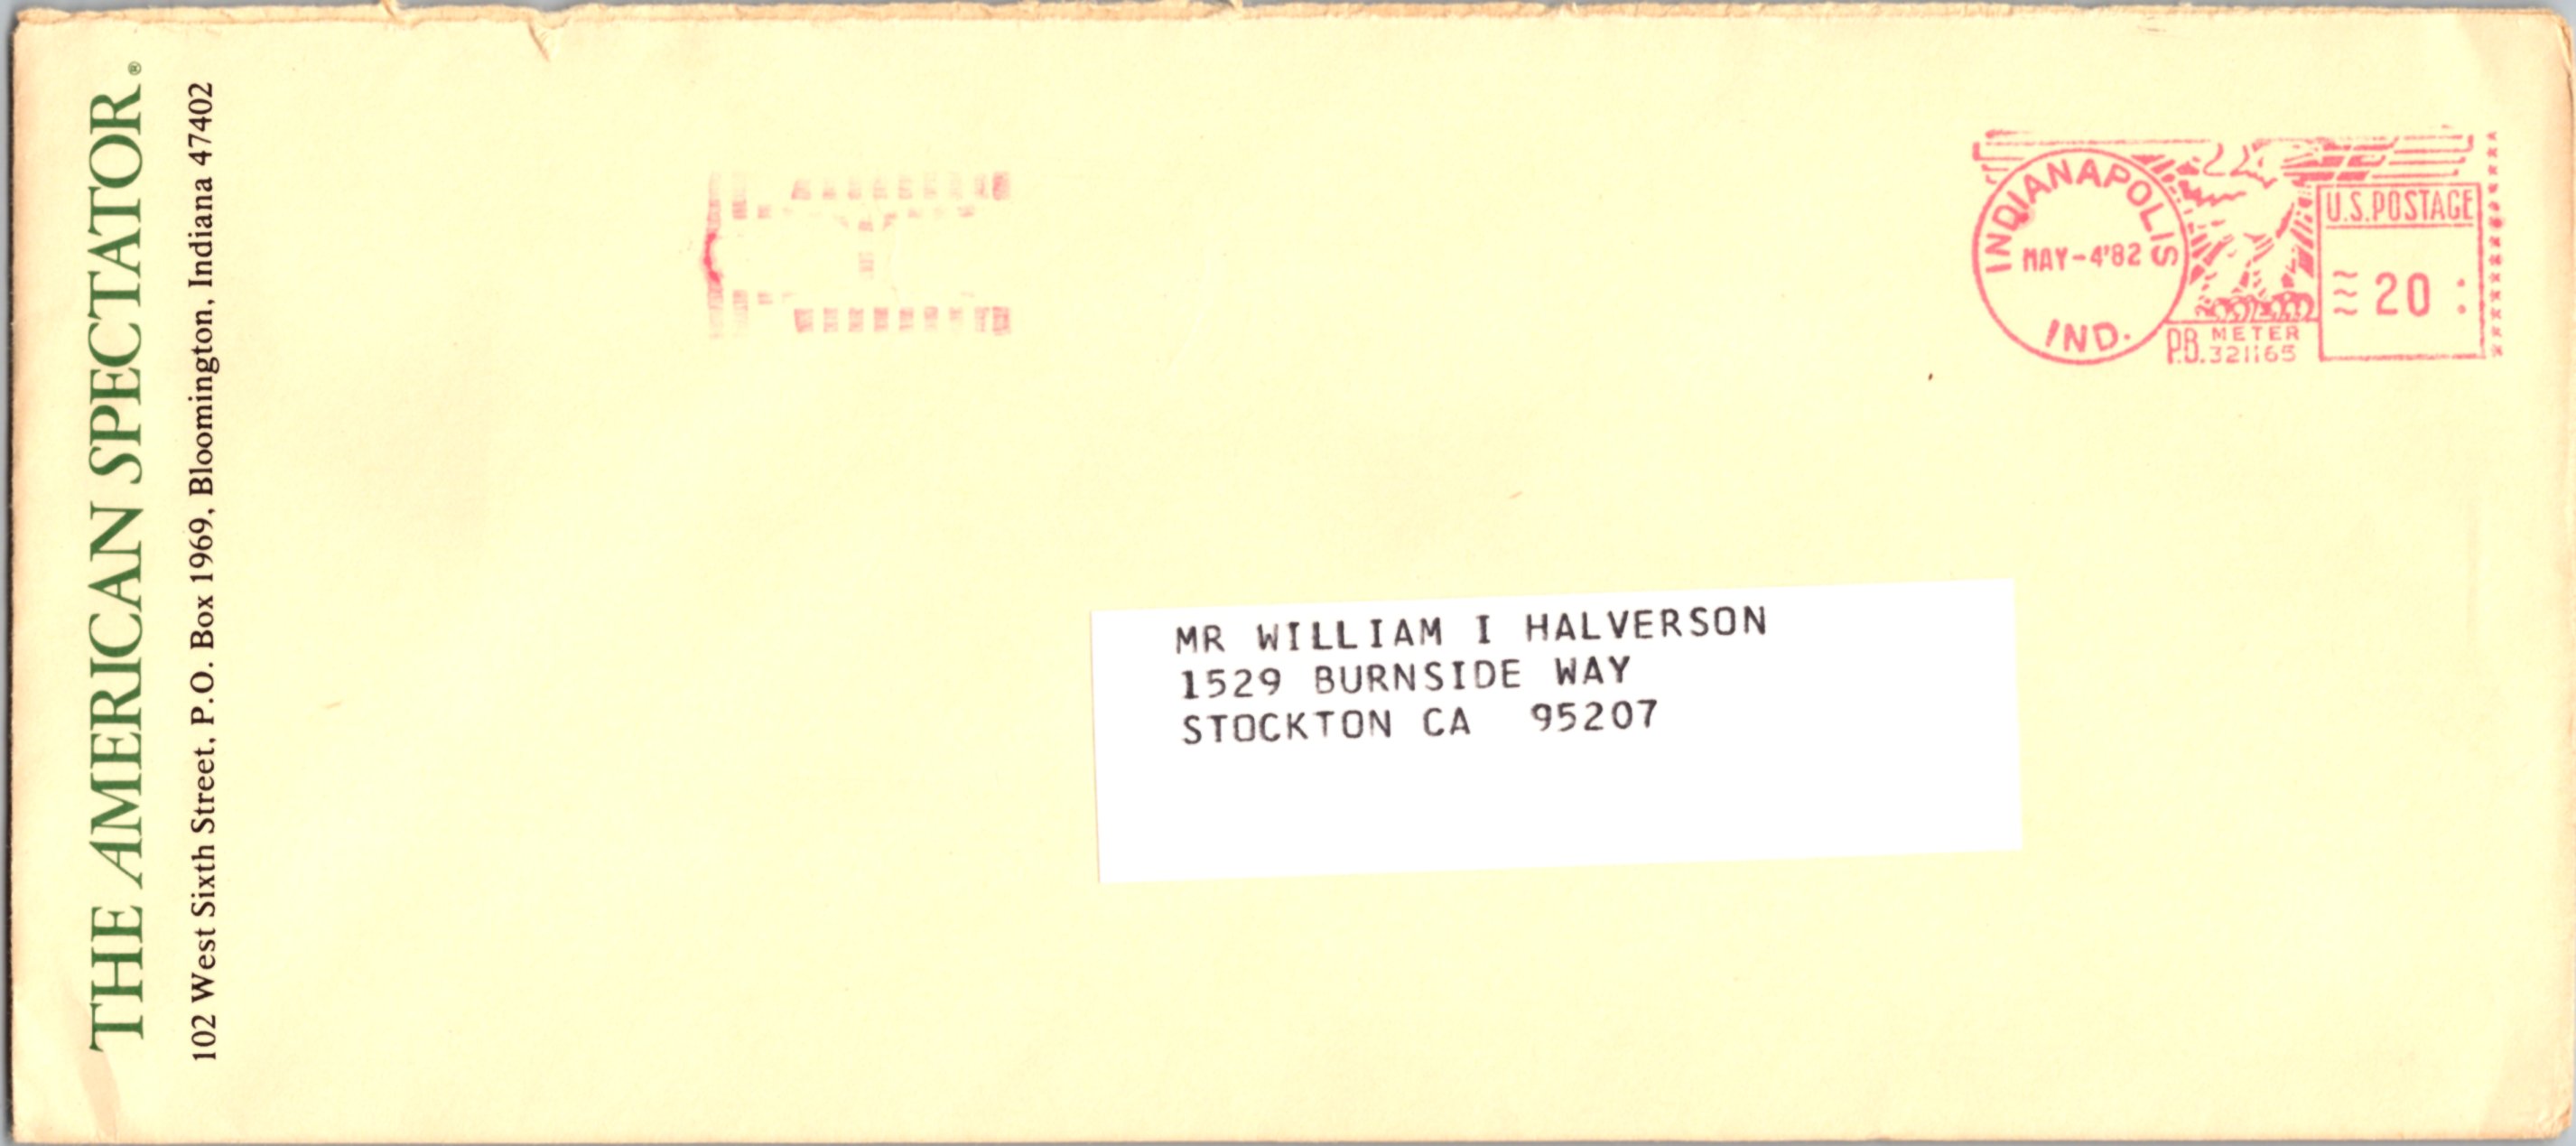 THE AMERICAN SPECTATOR®
102 West Sixth Street, P.O. Box 1969, Bloomington, Indiana 47402
INDIANAPOLIS
MAY-4'82
IND.
P.B. METER
321165
U.S. POSTAGE
20
MR WILLIAM I HALVERSON
1529 BURNSIDE WAY
STOCKTON CA 95207